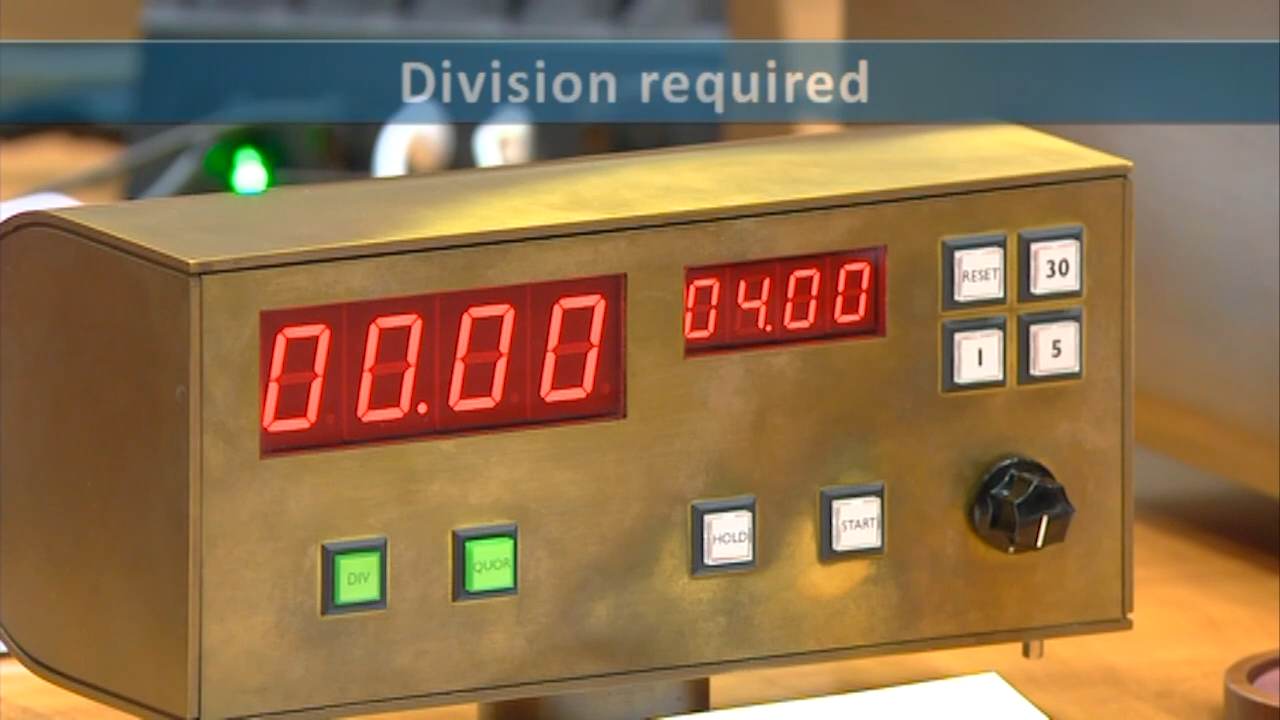 Division required
00.00
04.00
RESET
30
1
5
DIV
QUOR
HOLD
START